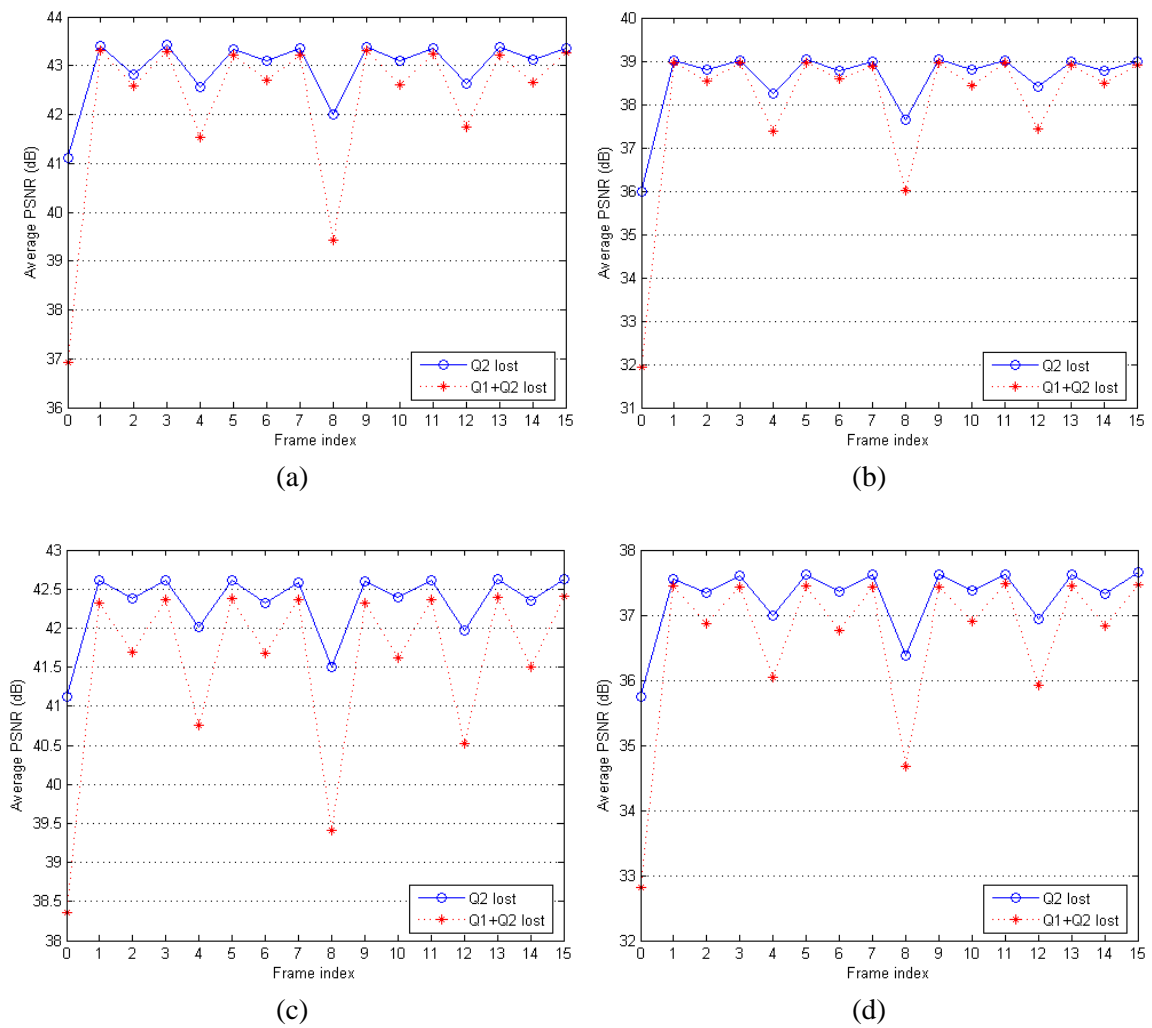 44
43
42
41
40
39
38
37
36
Average PSNR (dB)
0 1 2 3 4 5 6 7 8 9 10 11 12 13 14 15
Frame index
Q2 lost
Q1+Q2 lost
(a)
40
39
38
37
36
35
34
33
32
31
Average PSNR (dB)
0 1 2 3 4 5 6 7 8 9 10 11 12 13 14 15
Frame index
Q2 lost
Q1+Q2 lost
(b)
43
42.5
42
41.5
41
40.5
40
39.5
39
38.5
38
Average PSNR (dB)
0 1 2 3 4 5 6 7 8 9 10 11 12 13 14 15
Frame index
Q2 lost
Q1+Q2 lost
(c)
38
37
36
35
34
33
32
Average PSNR (dB)
0 1 2 3 4 5 6 7 8 9 10 11 12 13 14 15
Frame index
Q2 lost
Q1+Q2 lost
(d)